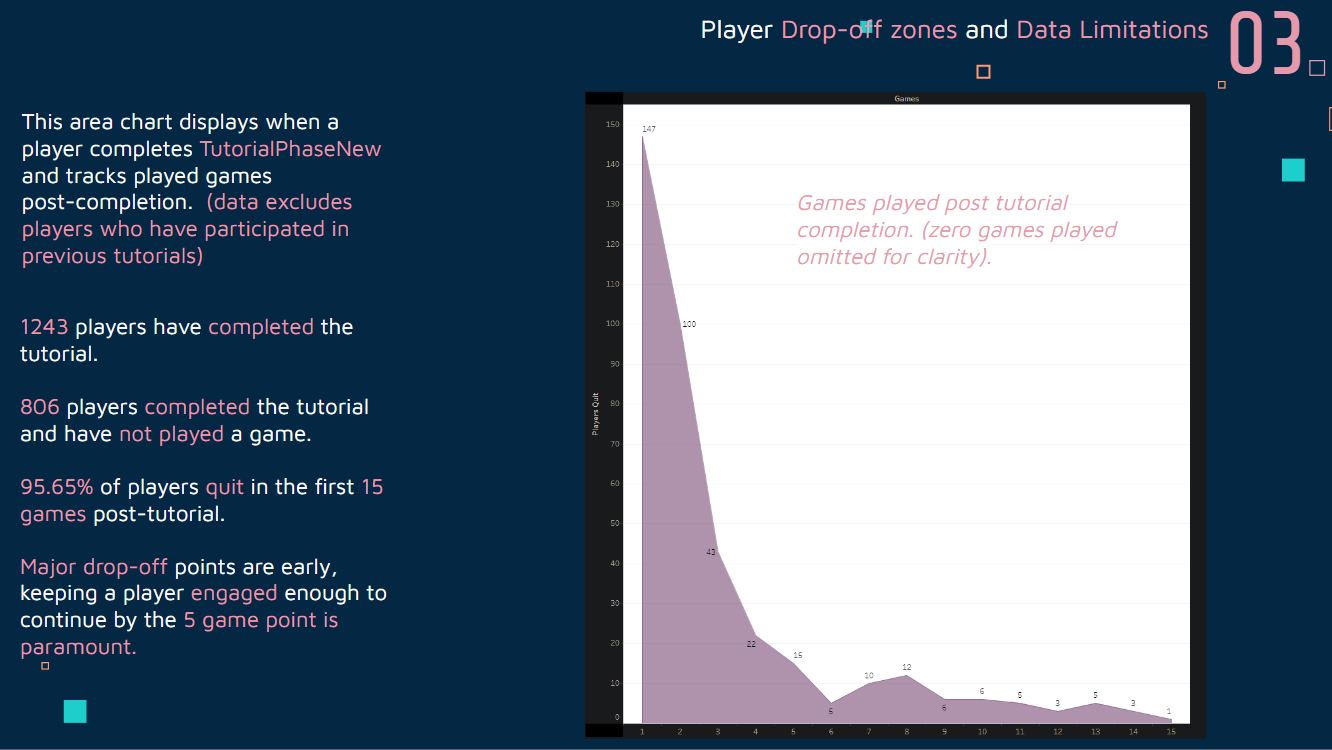 Player Drop-off zones and Data Limitations
03
This area chart displays when a
player completes TutorialPhaseNew
and tracks played games
post-completion. (data excludes
players who have participated in
previous tutorials)
1243 players have completed the
tutorial.
806 players completed the tutorial
and have not played a game.
95.65% of players quit in the first 15
games post-tutorial.
Major drop-off points are early,
keeping a player engaged enough to
continue by the 5 game point is
paramount.
Games
Games played post tutorial
completion. (zero games played
omitted for clarity).
Players Quit
150
140
130
120
110
100
90
80
70
60
50
40
30
20
10
0
147
100
43
22
15
5
10
12
6
6
5
3
5
3
1
1 2 3 4 5 6 7 8 9 10 11 12 13 14 15